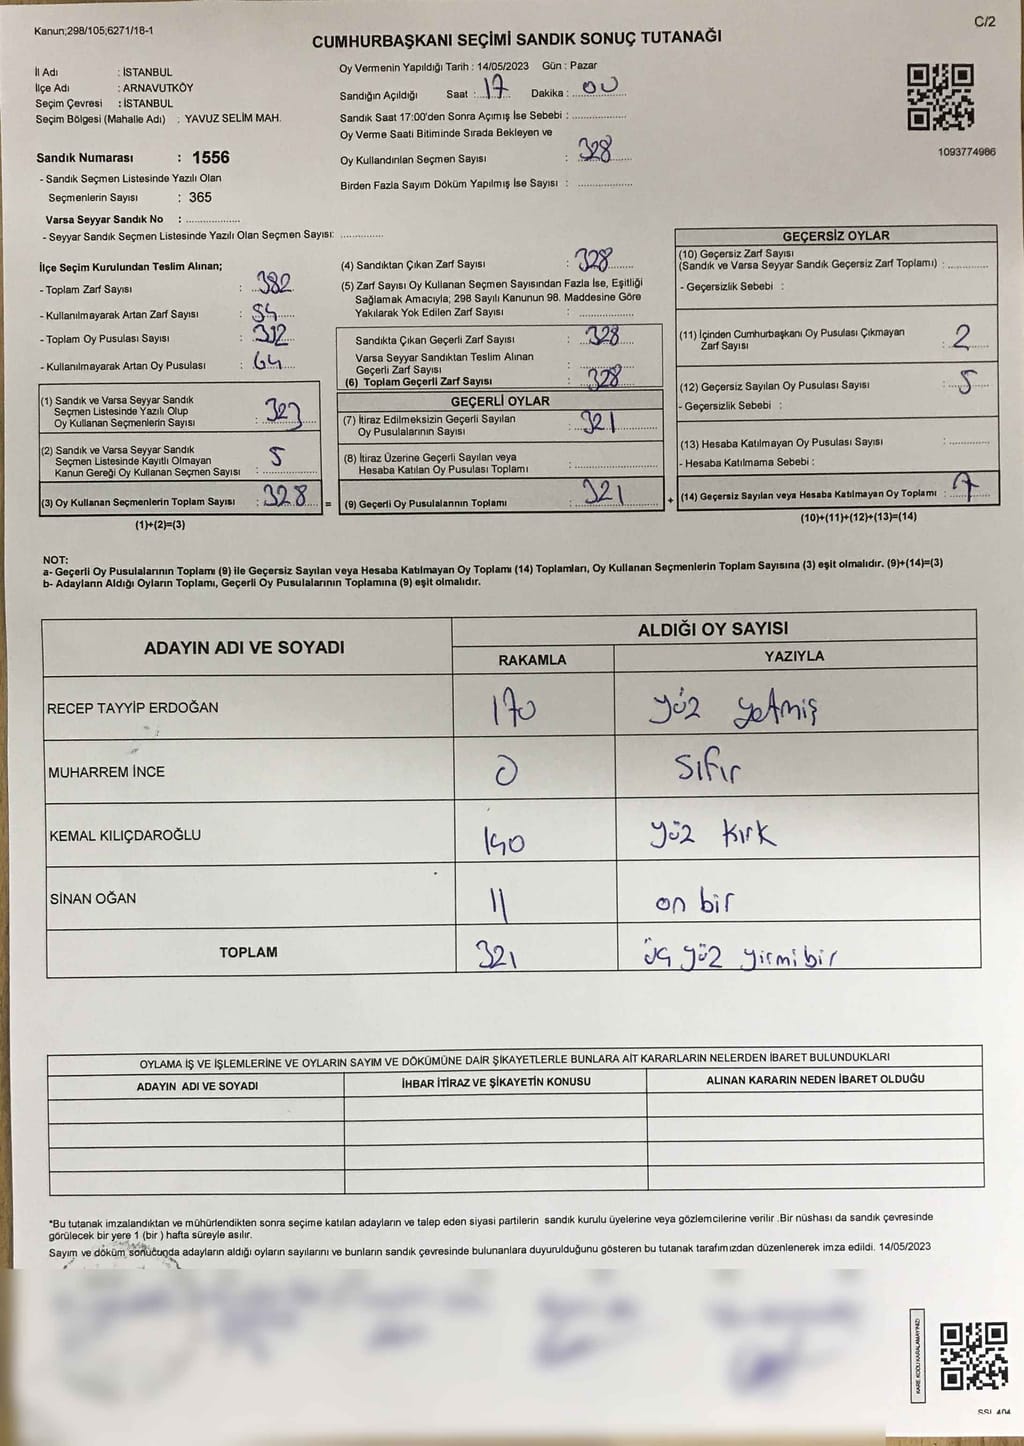 Kanun;298/105;6271/18-1
C/2
CUMHURBAŞKANI SEÇİMİ SANDIK SONUÇ TUTANAĞI
İl Adı : İSTANBUL
İlçe Adı : ARNAVUTKÖY
Seçim Çevresi : İSTANBUL
Seçim Bölgesi (Mahalle Adı) : YAVUZ SELİM MAH.
Sandık Numarası : 1556
- Sandık Seçmen Listesinde Yazılı Olan
Seçmenlerin Sayısı : 365
Varsa Seyyar Sandık No : ...................
- Seyyar Sandık Seçmen Listesinde Yazılı Olan Seçmen Sayısı: ...............
Oy Vermenin Yapıldığı Tarih : 14/05/2023 Gün : Pazar
Sandığın Açıldığı Saat : 17 Dakika : 00
Sandık Saat 17:00'den Sonra Açımış İse Sebebi : ...................
Oy Verme Saati Bitiminde Sırada Bekleyen ve
Oy Kullandırılan Seçmen Sayısı : 328
Birden Fazla Sayım Döküm Yapılmış İse Sayısı : ...................
1093774986
İlçe Seçim Kurulundan Teslim Alınan;
- Toplam Zarf Sayısı : 382
- Kullanılmayarak Artan Zarf Sayısı : 54
- Toplam Oy Pusulası Sayısı :
- Kullanılmayarak Artan Oy Pusulası : 64
(1) Sandık ve Varsa Seyyar Sandık
Seçmen Listesinde Yazılı Olup
Oy Kullanan Seçmenlerin Sayısı : 323
(2) Sandık ve Varsa Seyyar Sandık
Seçmen Listesinde Kayıtlı Olmayan
Kanun Gereği Oy Kullanan Seçmen Sayısı : 5
(3) Oy Kullanan Seçmenlerin Toplam Sayısı : 328 =
(1)+(2)=(3)
(4) Sandıktan Çıkan Zarf Sayısı : 328
(5) Zarf Sayısı Oy Kullanan Seçmen Sayısından Fazla İse, Eşitliği
Sağlamak Amacıyla; 298 Sayılı Kanunun 98. Maddesine Göre
Yakılarak Yok Edilen Zarf Sayısı : ...................
Sandıkta Çıkan Geçerli Zarf Sayısı : 328
Varsa Seyyar Sandıktan Teslim Alınan
Geçerli Zarf Sayısı : ...................
(6) Toplam Geçerli Zarf Sayısı : 328
GEÇERLİ OYLAR
(7) İtiraz Edilmeksizin Geçerli Sayılan
Oy Pusulalarının Sayısı : 321
(8) İtiraz Üzerine Geçerli Sayılan veya
Hesaba Katılan Oy Pusulası Toplamı : ...................
(9) Geçerli Oy Pusulalarının Toplamı : 321 +
GEÇERSİZ OYLAR
(10) Geçersiz Zarf Sayısı
(Sandık ve Varsa Seyyar Sandık Geçersiz Zarf Toplamı) : ...............
- Geçersizlik Sebebi :
(11) İçinden Cumhurbaşkanı Oy Pusulası Çıkmayan
Zarf Sayısı : 2
(12) Geçersiz Sayılan Oy Pusulası Sayısı : 5
- Geçersizlik Sebebi :
(13) Hesaba Katılmayan Oy Pusulası Sayısı : ...............
- Hesaba Katılmama Sebebi :
(14) Geçersiz Sayılan veya Hesaba Katılmayan Oy Toplamı : 7
(10)+(11)+(12)+(13)=(14)
NOT:
a- Geçerli Oy Pusulalarının Toplamı (9) ile Geçersiz Sayılan veya Hesaba Katılmayan Oy Toplamı (14) Toplamları, Oy Kullanan Seçmenlerin Toplam Sayısına (3) eşit olmalıdır. (9)+(14)=(3)
b- Adayların Aldığı Oyların Toplamı, Geçerli Oy Pusulalarının Toplamına (9) eşit olmalıdır.
ADAYIN ADI VE SOYADI
ALDIĞI OY SAYISI
RAKAMLA YAZIYLA
RECEP TAYYİP ERDOĞAN 170 yüz yetmiş
MUHARREM İNCE 0 sıfır
KEMAL KILIÇDAROĞLU 140 yüz kırk
SİNAN OĞAN 11 on bir
TOPLAM 321 üç yüz yirmi bir
OYLAMA İŞ VE İŞLEMLERİNE VE OYLARIN SAYIM VE DÖKÜMÜNE DAİR ŞİKAYETLERLE BUNLARA AİT KARARLARIN NELERDEN İBARET BULUNDUKLARI
ADAYIN ADI VE SOYADI İHBAR İTİRAZ VE ŞİKAYETİN KONUSU ALINAN KARARIN NEDEN İBARET OLDUĞU
*Bu tutanak imzalandıktan ve mühürlendikten sonra seçime katılan adayların ve talep eden siyasi partilerin sandık kurulu üyelerine veya gözlemcilerine verilir .Bir nüshası da sandık çevresinde
görülecek bir yere 1 (bir ) hafta süreyle asılır.
Sayım ve döküm sonucunda adayların aldığı oyların sayılarını ve bunların sandık çevresinde bulunanlara duyurulduğunu gösteren bu tutanak tarafımızdan düzenlenerek imza edildi. 14/05/2023
KARE KODU KARALAMAYINIZ!